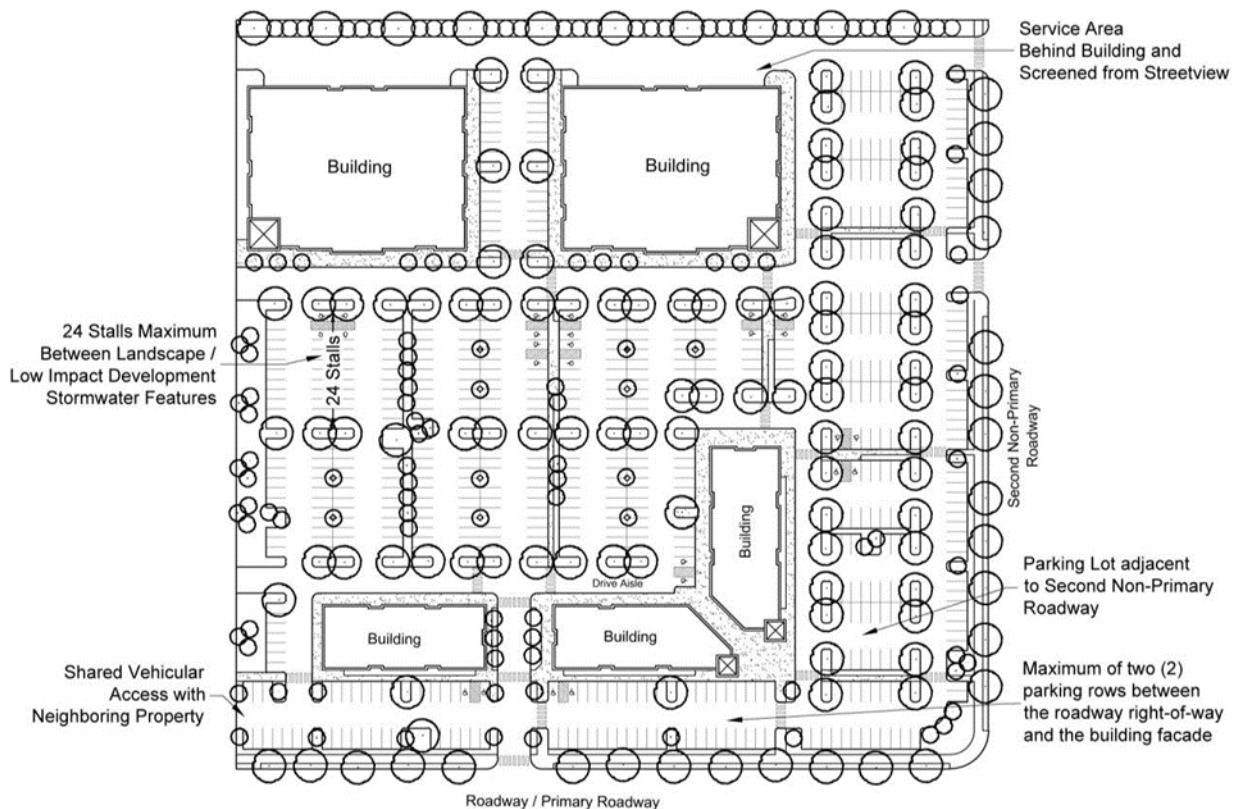 Service Area
Behind Building and
Screened from Streetview
Building
Building
24 Stalls Maximum
Between Landscape /
Low Impact Development
Stormwater Features
24 Stalls
Second Non-Primary
Roadway
Building
Parking Lot adjacent
to Second Non-Primary
Roadway
Drive Aisle
Building
Building
Shared Vehicular
Access with
Neighboring Property
Maximum of two (2)
parking rows between
the roadway right-of-way
and the building facade
Roadway / Primary Roadway